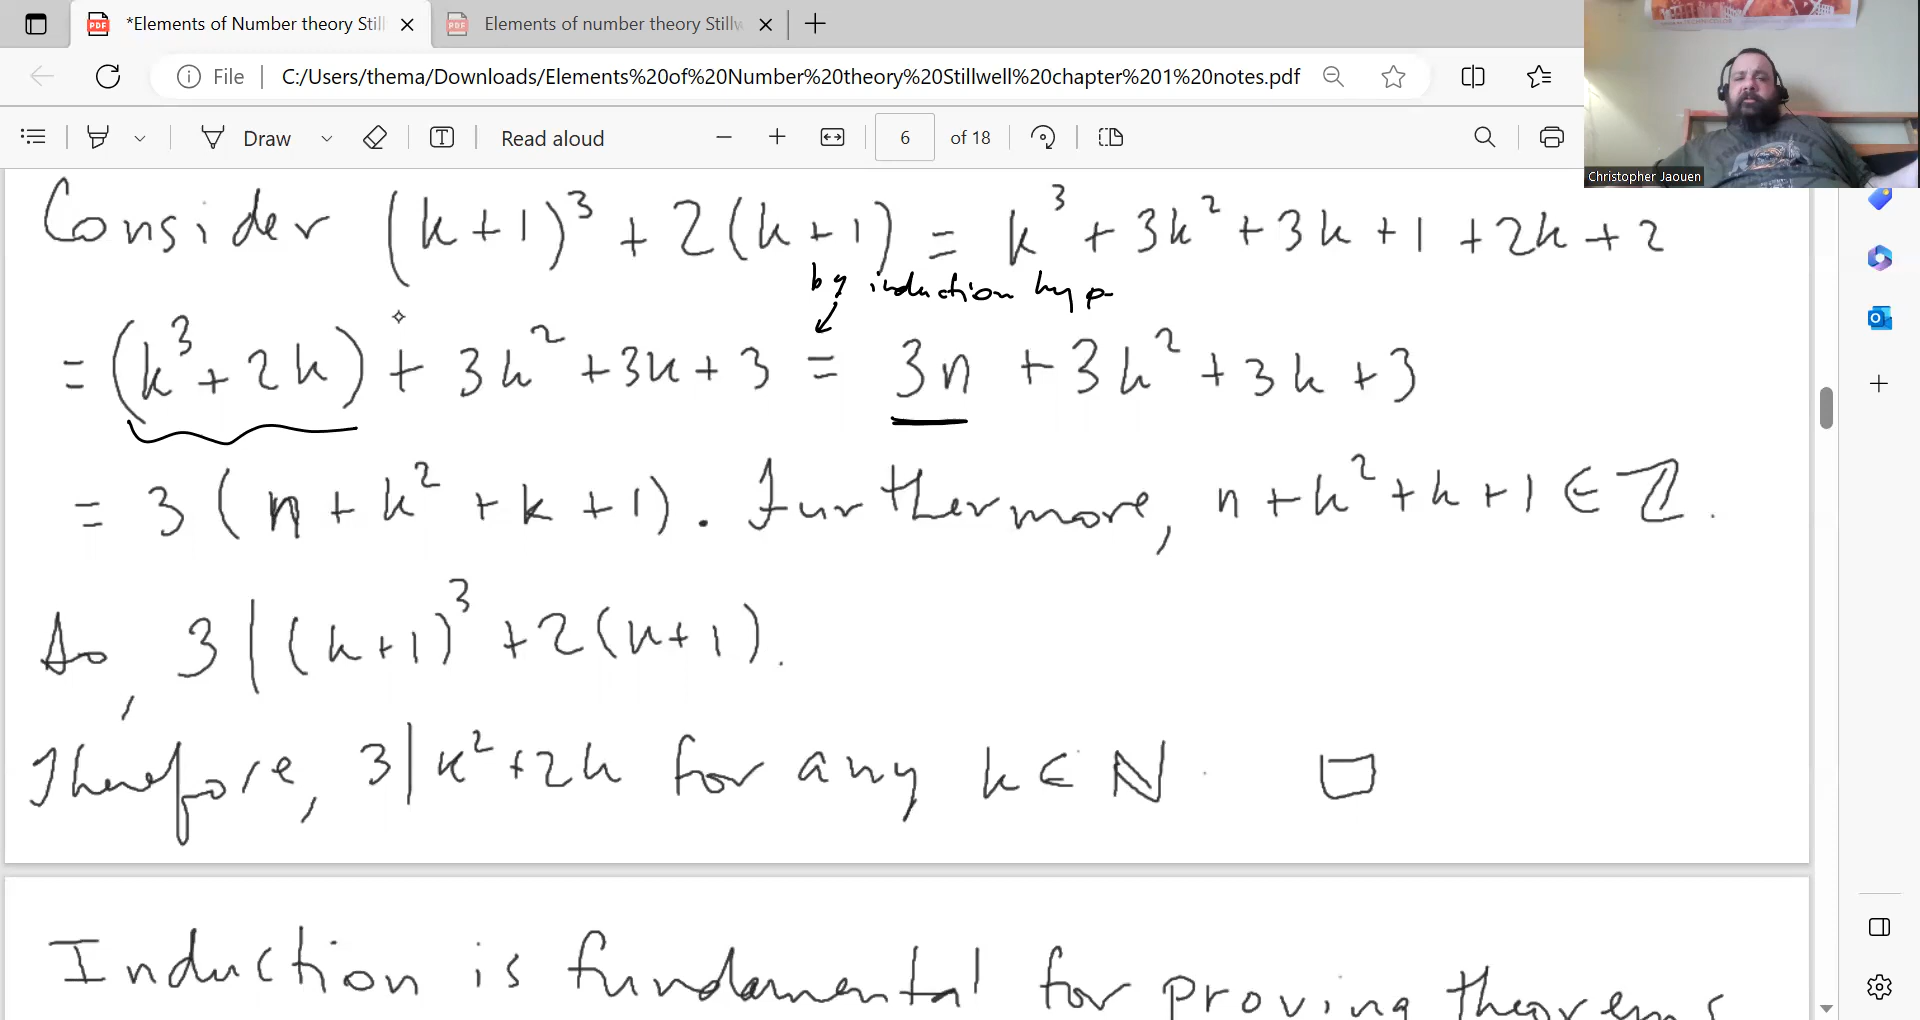 *Elements of Number theory Still
Elements of number theory Stillw
File
C:/Users/thema/Downloads/Elements%20of%20Number%20theory%20Stillwell%20chapter%201%20notes.pdf
Draw
Read aloud
6 of 18
Christopher Jaouen
Consider (k+1)³ + 2(k+1) = k³ + 3k² + 3k + 1 + 2k + 2
by induction hyp
= (k³ + 2k) + 3k² + 3k + 3 = 3n + 3k² + 3k + 3
= 3(n + k² + k + 1). Furthermore, n + k² + k + 1 ∈ ℤ.
So, 3 | (k+1)³ + 2(k+1).
Therefore, 3 | k² + 2k for any k ∈ ℕ. □
Induction is fundamental for proving theorems